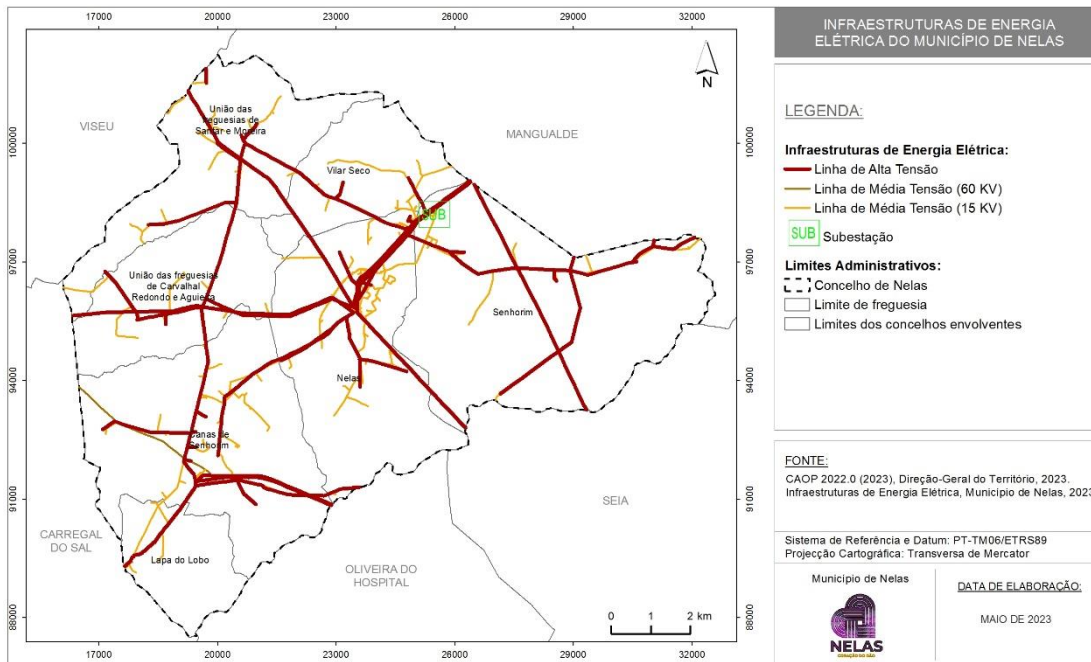 17000 20000 23000 26000 29000 32000
INFRAESTRUTURAS DE ENERGIA
ELÉTRICA DO MUNICÍPIO DE NELAS
N
VISEU
MANGUALDE
União das
freguesias de
Santar e Moreira
Vilar Seco
SUB
União das freguesias
de Carvalhal
Redondo e Aguieira
Senhorim
Nelas
Canas de
Senhorim
Lapa do Lobo
CARREGAL
DO SAL
OLIVEIRA DO
HOSPITAL
SEIA
0 1 2 km
100000 97000 94000 91000 88000
100000 97000 94000 91000 88000
17000 20000 23000 26000 29000 32000
LEGENDA:
Infraestruturas de Energia Elétrica:
Linha de Alta Tensão
Linha de Média Tensão (60 KV)
Linha de Média Tensão (15 KV)
SUB Subestação
Limites Administrativos:
Concelho de Nelas
Limite de freguesia
Limites dos concelhos envolventes
FONTE:
CAOP 2022.0 (2023), Direção-Geral do Território, 2023.
Infraestruturas de Energia Elétrica, Município de Nelas, 2023
Sistema de Referência e Datum: PT-TM06/ETRS89
Projecção Cartográfica: Transversa de Mercator
Municipio de Nelas
NELAS
CORAÇÃO DO DÃO
DATA DE ELABORAÇÃO:
MAIO DE 2023